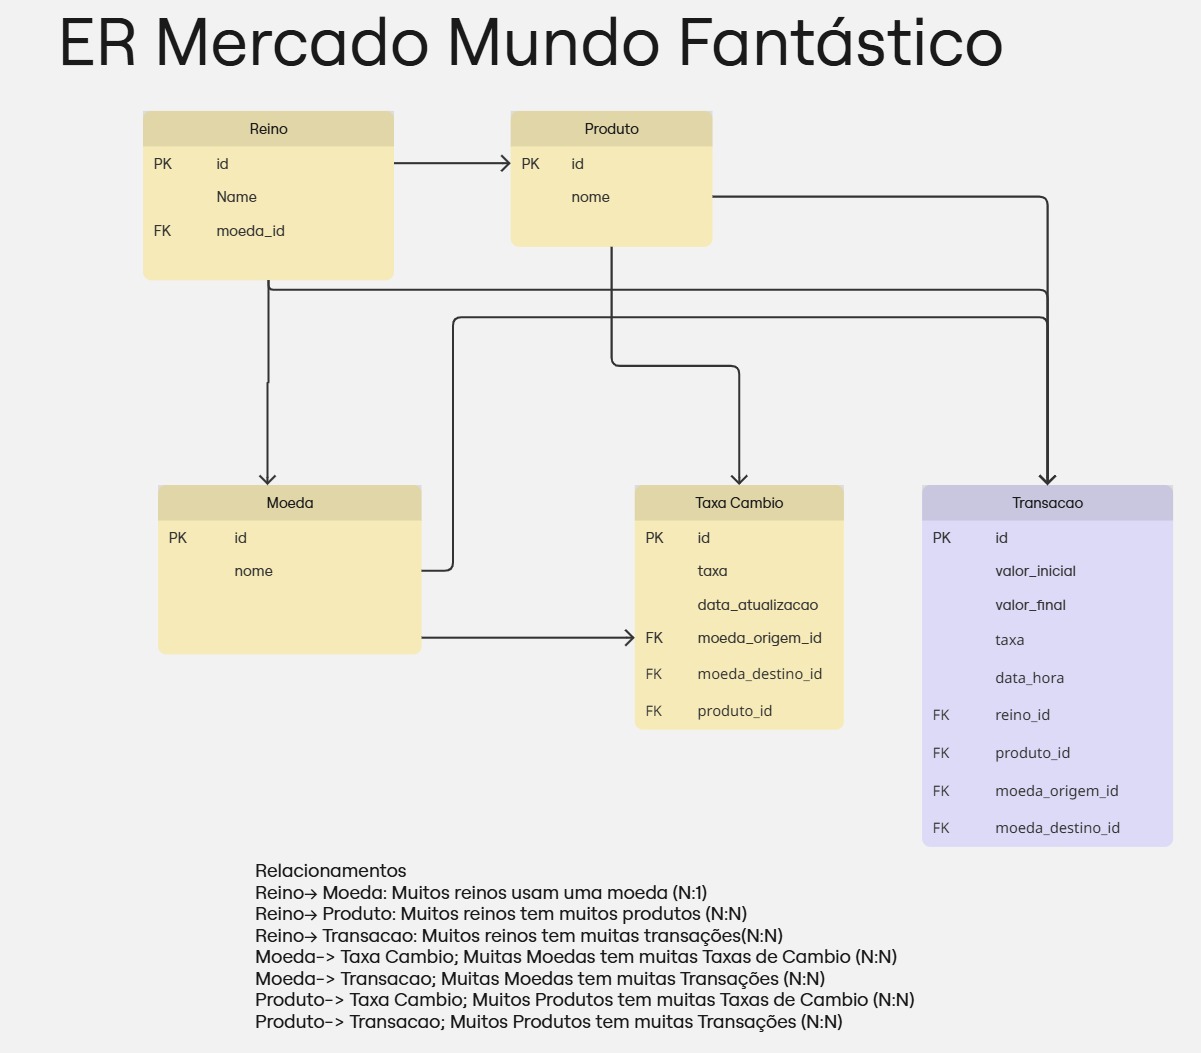 ER Mercado Mundo Fantástico
Reino
PK id
Name
FK moeda_id
Produto
PK id
nome
Moeda
PK id
nome
Taxa Cambio
PK id
taxa
data_atualizacao
FK moeda_origem_id
FK moeda_destino_id
FK produto_id
Transacao
PK id
valor_inicial
valor_final
taxa
data_hora
FK reino_id
FK produto_id
FK moeda_origem_id
FK moeda_destino_id
Relacionamentos
Reino→ Moeda: Muitos reinos usam uma moeda (N:1)
Reino→ Produto: Muitos reinos tem muitos produtos (N:N)
Reino→ Transacao: Muitos reinos tem muitas transações(N:N)
Moeda-> Taxa Cambio; Muitas Moedas tem muitas Taxas de Cambio (N:N)
Moeda-> Transacao; Muitas Moedas tem muitas Transações (N:N)
Produto-> Taxa Cambio; Muitos Produtos tem muitas Taxas de Cambio (N:N)
Produto-> Transacao; Muitos Produtos tem muitas Transações (N:N)